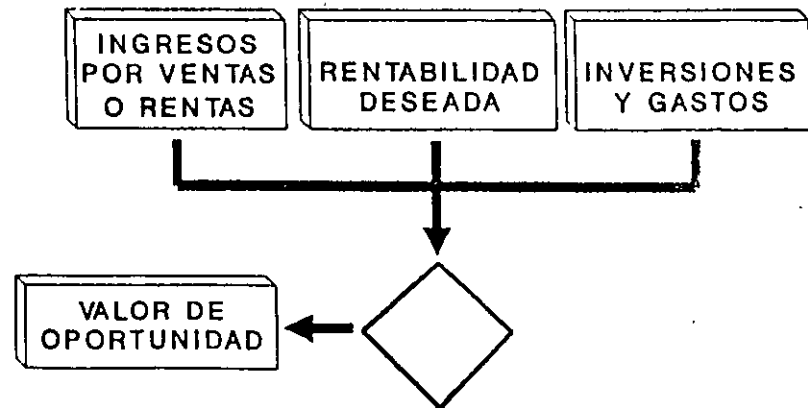 INGRESOS
POR VENTAS
O RENTAS
RENTABILIDAD
DESEADA
INVERSIONES
Y GASTOS
VALOR DE
OPORTUNIDAD